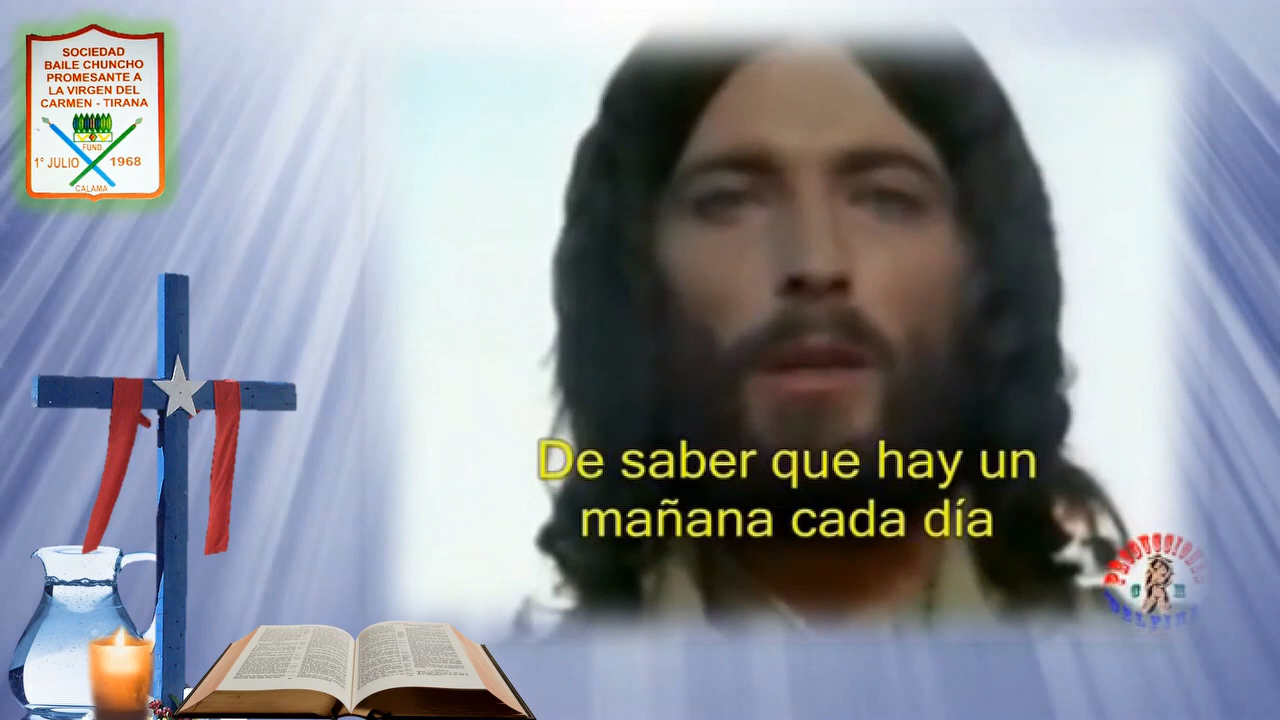 SOCIEDAD
BAILE CHUNCHO
PROMESANTE A
LA VIRGEN DEL
CARMEN - TIRANA
FUND
1° JULIO 1968
CALAMA
De saber que hay un
mañana cada día